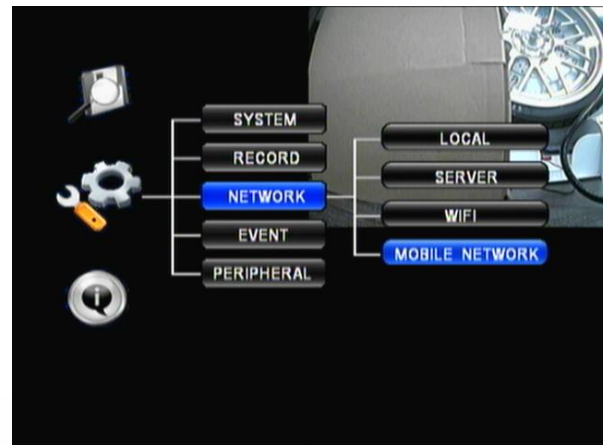 SYSTEM
RECORD
NETWORK
EVENT
PERIPHERAL
LOCAL
SERVER
WIFI
MOBILE NETWORK